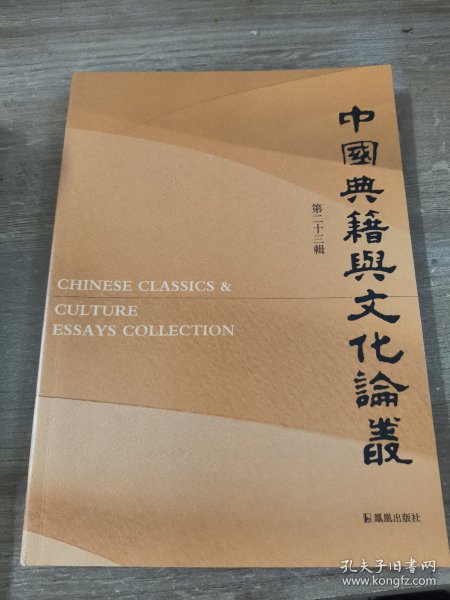 中國典籍與文化論叢
第二十三輯
CHINESE CLASSICS &
CULTURE
ESSAYS COLLECTION
鳳凰出版社
孔夫子旧书网
www.kongfz.com